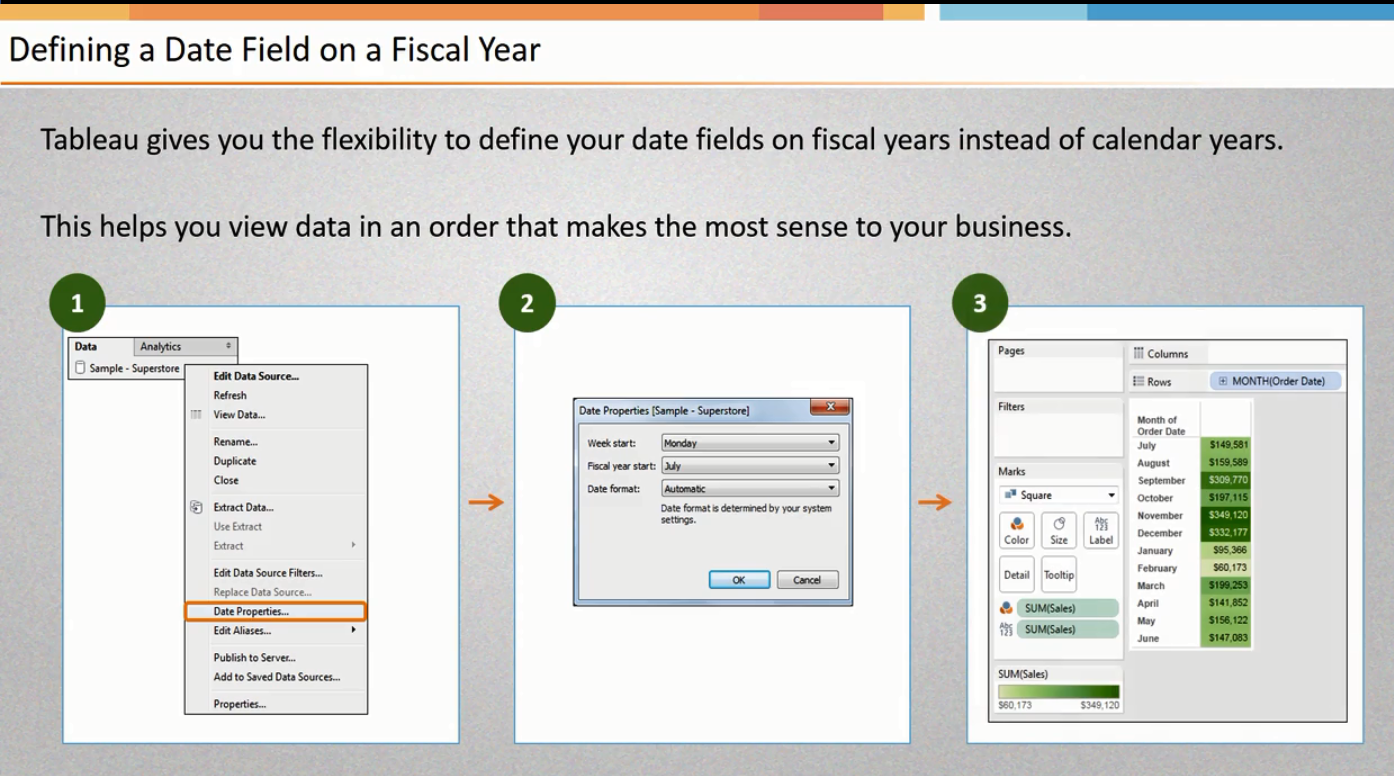 Defining a Date Field on a Fiscal Year
Tableau gives you the flexibility to define your date fields on fiscal years instead of calendar years.
This helps you view data in an order that makes the most sense to your business.
1
Data Analytics
Sample - Superstore
Edit Data Source...
Refresh
View Data...
Rename...
Duplicate
Close
Extract Data...
Use Extract
Extract
Edit Data Source Filters...
Replace Data Source...
Date Properties...
Edit Aliases...
Publish to Server...
Add to Saved Data Sources...
Properties...
2
Date Properties [Sample - Superstore]
Week start: Monday
Fiscal year start: July
Date format: Automatic
Date format is determined by your system
settings.
OK Cancel
3
Pages
Columns
Rows MONTH(Order Date)
Filters
Marks
Square
Color Size Abc 123 Label
Detail Tooltip
SUM(Sales)
Abc 123 SUM(Sales)
SUM(Sales)
$60,173 $349,120
Month of
Order Date
July $149,581
August $159,589
September $309,770
October $197,115
November $349,120
December $332,177
January $95,366
February $60,173
March $199,253
April $141,852
May $156,122
June $147,083